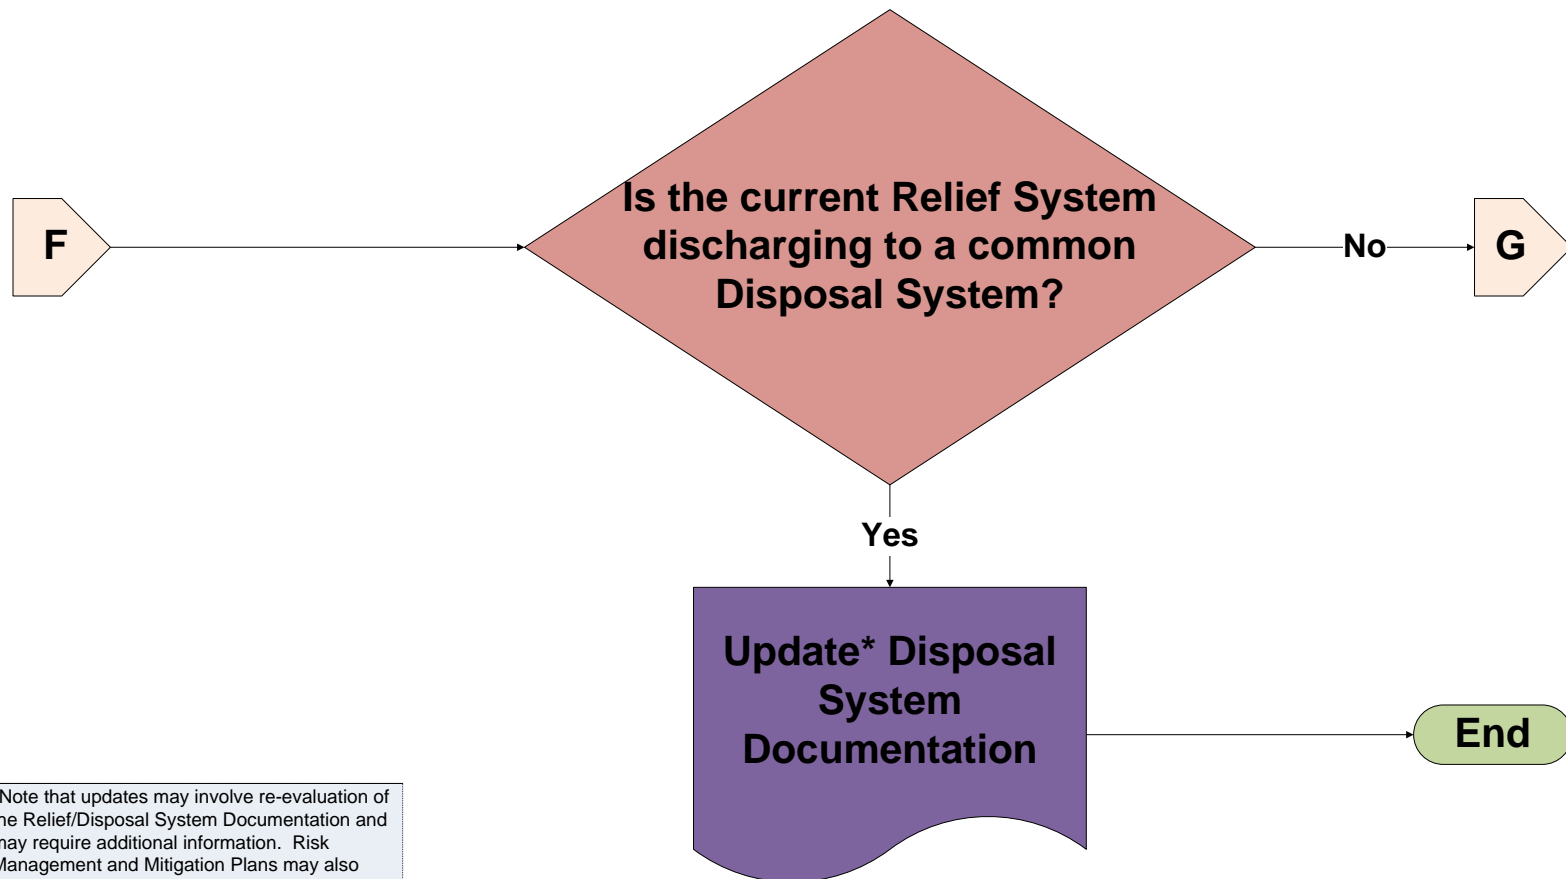 Is the current Relief System
F
discharging to a common
No
G
Disposal System?
Yes
Update* Disposal
System
Documentation
End
Note that updates may involve re-evaluation of
Relief/Disposal System Documentation and
may require additional information. Risk
Management and Mitigation Plans may also